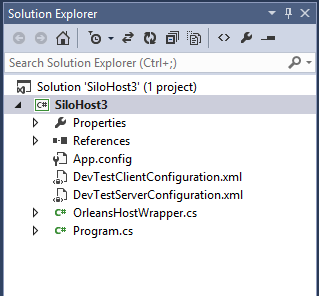 Solution Explorer
Search Solution Explorer (Ctrl+;)
Solution 'SiloHost3' (1 project)
C# SiloHost3
Properties
References
App.config
DevTestClientConfiguration.xml
DevTestServerConfiguration.xml
C# OrleansHostWrapper.cs
C# Program.cs